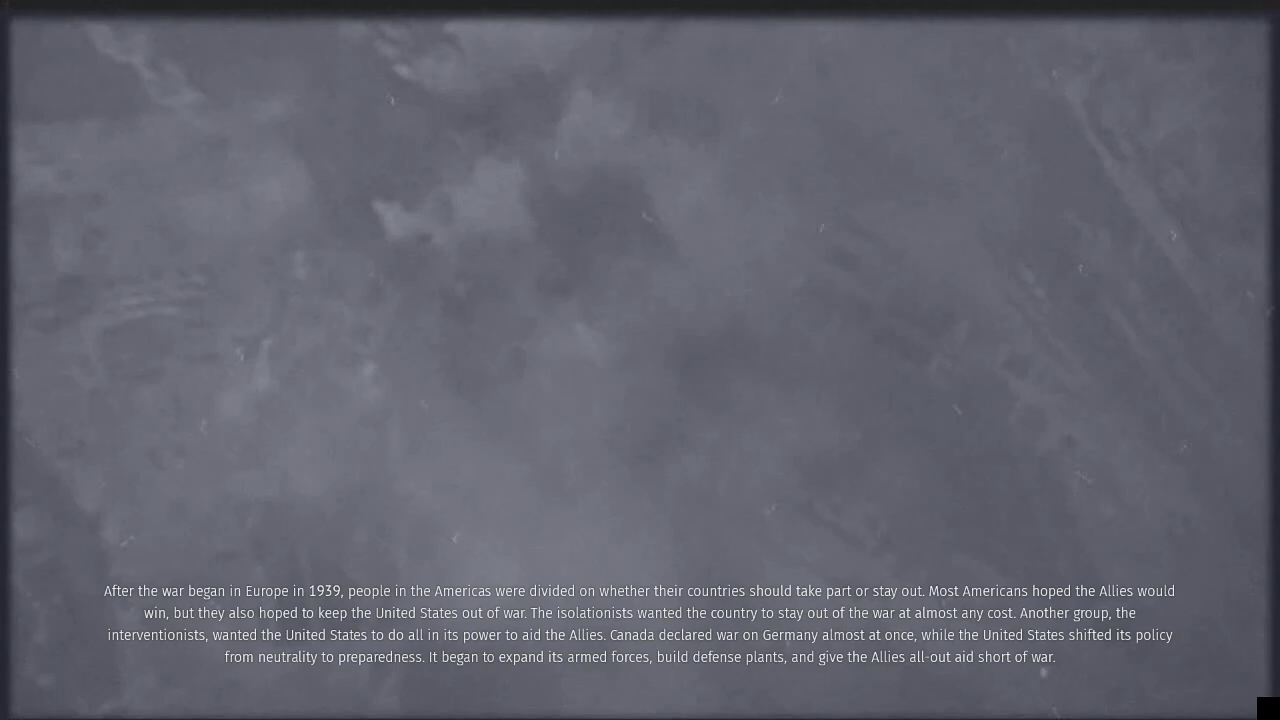 After the war began in Europe in 1939, people in the Americas were divided on whether their countries should take part or stay out. Most Americans hoped the Allies would
win, but they also hoped to keep the United States out of war. The isolationists wanted the country to stay out of the war at almost any cost. Another group, the
interventionists, wanted the United States to do all in its power to aid the Allies. Canada declared war on Germany almost at once, while the United States shifted its policy
from neutrality to preparedness. It began to expand its armed forces, build defense plants, and give the Allies all-out aid short of war.